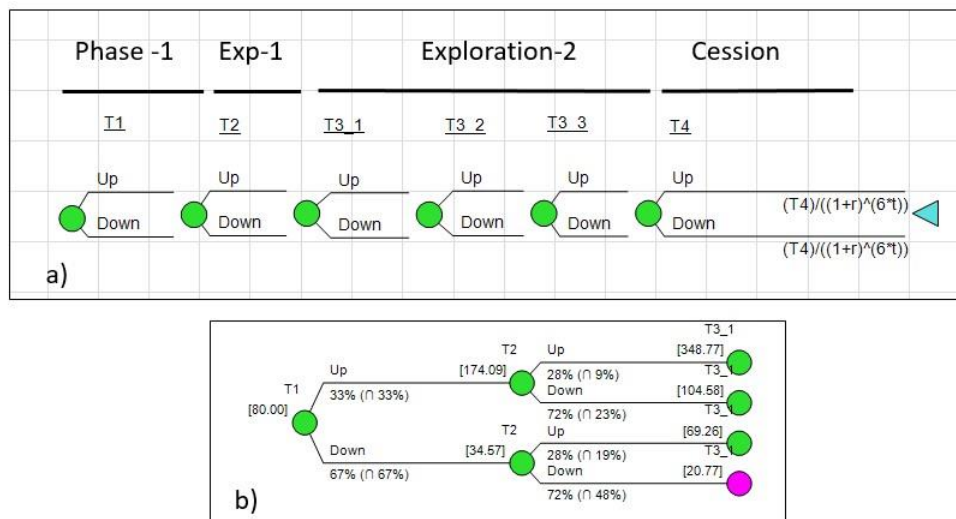 Phase -1 Exp-1 Exploration-2 Cession
T1 T2 T3_1 T3_2 T3_3 T4
Up Up Up Up Up Up
(T4)/((1+r)^(6*t))
Down Down Down Down Down Down
(T4)/((1+r)^(6*t))
a)
T3_1
T2 Up [348.77]
Up [174.09] 28% (∩ 9%) T3_1
T1 33% (∩ 33%) Down [104.58]
[80.00] 72% (∩ 23%) T3_1
T2 Up [69.26]
Down [34.57] 28% (∩ 19%) T3_1
67% (∩ 67%) Down [20.77]
b) 72% (∩ 48%)